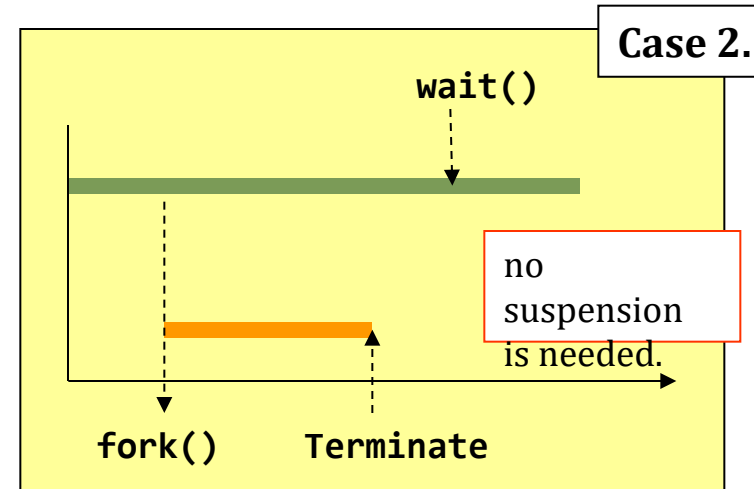 Case 2.
wait()
no
suspension
is needed.
fork()
Terminate